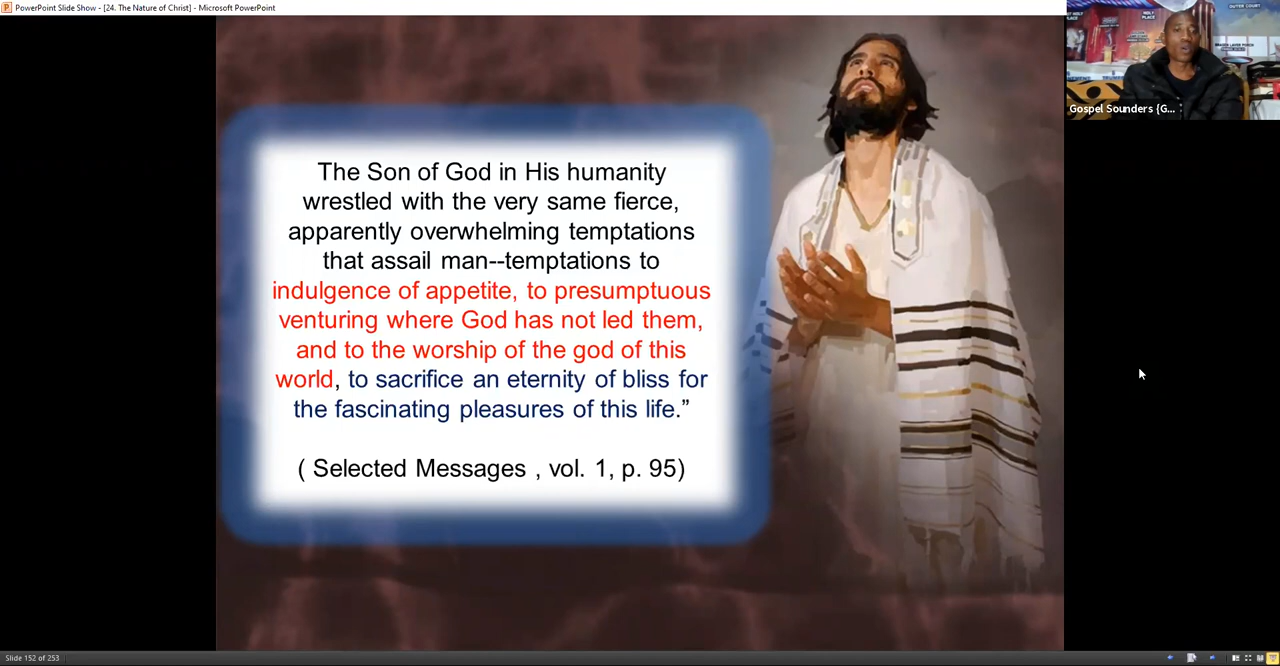 PowerPoint Slide Show - [24. The Nature of Christ] - Microsoft PowerPoint
The Son of God in His humanity
wrestled with the very same fierce,
apparently overwhelming temptations
that assail man--temptations to
indulgence of appetite, to presumptuous
venturing where God has not led them,
and to the worship of the god of this
world, to sacrifice an eternity of bliss for
the fascinating pleasures of this life.”
( Selected Messages , vol. 1, p. 95)
OUTER COURT
HOLY
PLACE
Gospel Sounders {G...
Slide 152 of 253